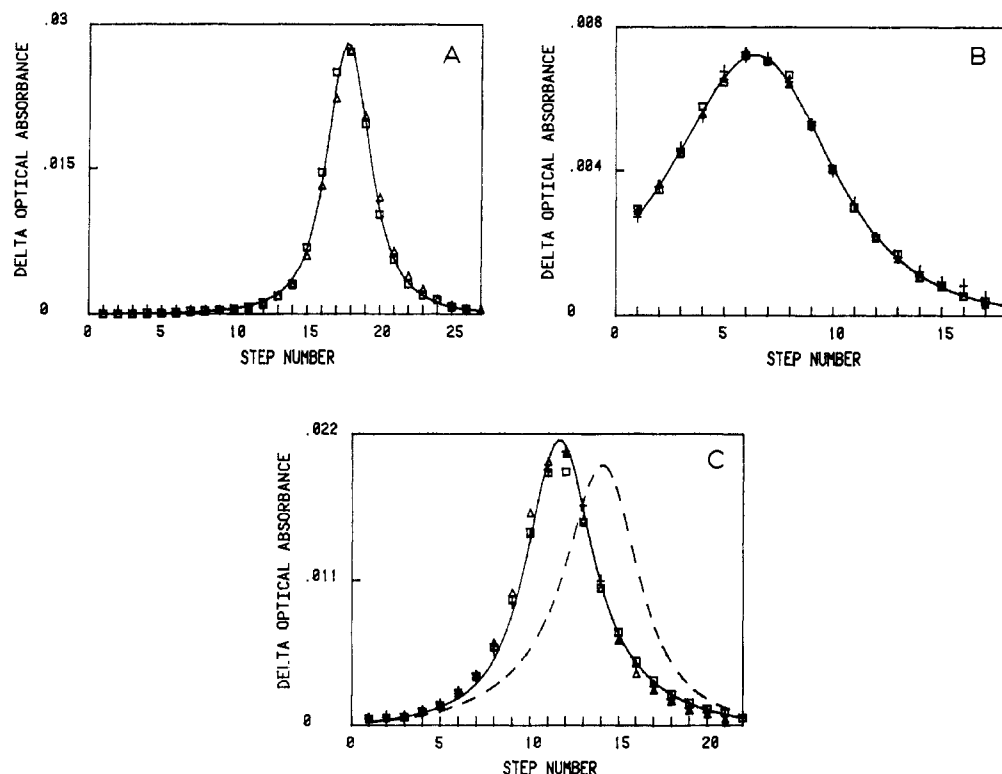 A
DELTA OPTICAL ABSORBANCE
.03
.015
0
0 5 10 15 20 25
STEP NUMBER
B
DELTA OPTICAL ABSORBANCE
.008
.004
0
0 5 10 15
STEP NUMBER
C
DELTA OPTICAL ABSORBANCE
.022
.011
0
0 5 10 15 20
STEP NUMBER